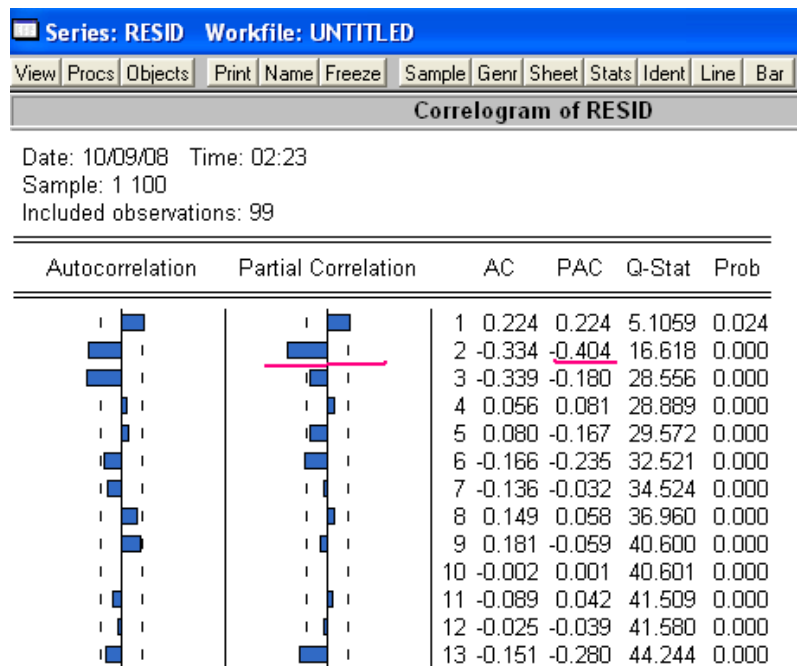 Series: RESID Workfile: UNTITLED
View Procs Objects Print Name Freeze Sample Genr Sheet Stats Ident Line Bar
Correlogram of RESID
Date: 10/09/08 Time: 02:23
Sample: 1 100
Included observations: 99
Autocorrelation Partial Correlation AC PAC Q-Stat Prob
1 0.224 0.224 5.1059 0.024
2 -0.334 -0.404 16.618 0.000
3 -0.339 -0.180 28.556 0.000
4 0.056 0.081 28.889 0.000
5 0.080 -0.167 29.572 0.000
6 -0.166 -0.235 32.521 0.000
7 -0.136 -0.032 34.524 0.000
8 0.149 0.058 36.960 0.000
9 0.181 -0.059 40.600 0.000
10 -0.002 0.001 40.601 0.000
11 -0.089 0.042 41.509 0.000
12 -0.025 -0.039 41.580 0.000
13 -0.151 -0.280 44.244 0.000